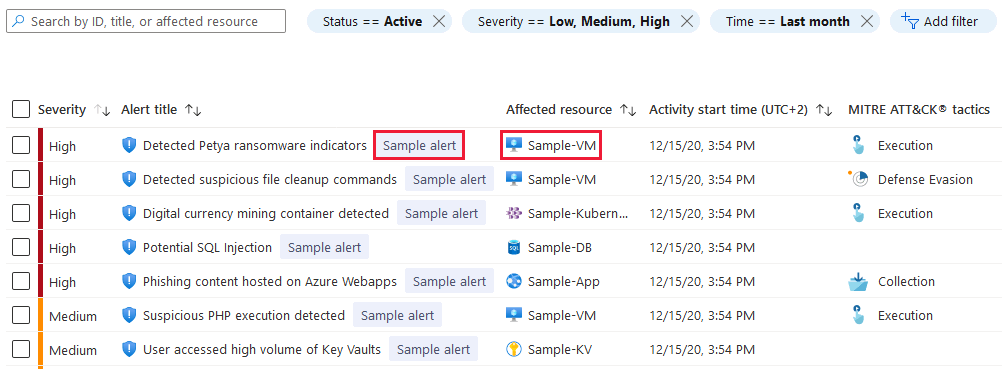 Search by ID, title, or affected resource Status == Active Severity == Low, Medium, High Time == Last month Add filter
Severity Alert title Affected resource Activity start time (UTC+2) MITRE ATT&CK® tactics
High Detected Petya ransomware indicators Sample alert Sample-VM 12/15/20, 3:54 PM Execution
High Detected suspicious file cleanup commands Sample alert Sample-VM 12/15/20, 3:54 PM Defense Evasion
High Digital currency mining container detected Sample alert Sample-Kubern... 12/15/20, 3:54 PM Execution
High Potential SQL Injection Sample alert Sample-DB 12/15/20, 3:54 PM
High Phishing content hosted on Azure Webapps Sample alert Sample-App 12/15/20, 3:54 PM Collection
Medium Suspicious PHP execution detected Sample alert Sample-VM 12/15/20, 3:54 PM Execution
Medium User accessed high volume of Key Vaults Sample alert Sample-KV 12/15/20, 3:54 PM